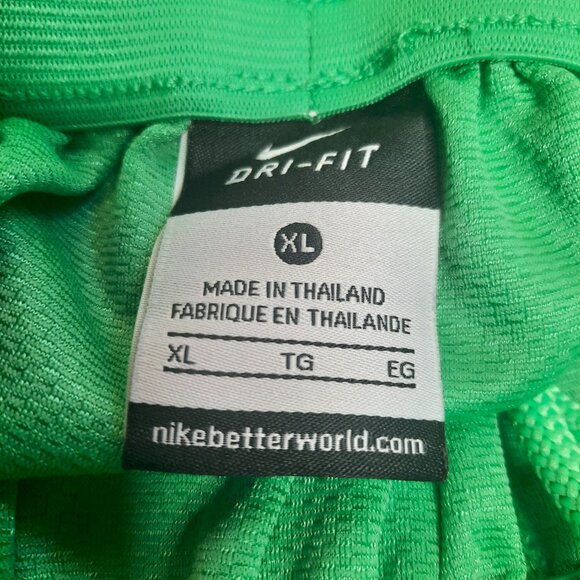 DRI-FIT
XL
MADE IN THAILAND
FABRIQUE EN THAILANDE
XL TG EG
nikebetterworld.com